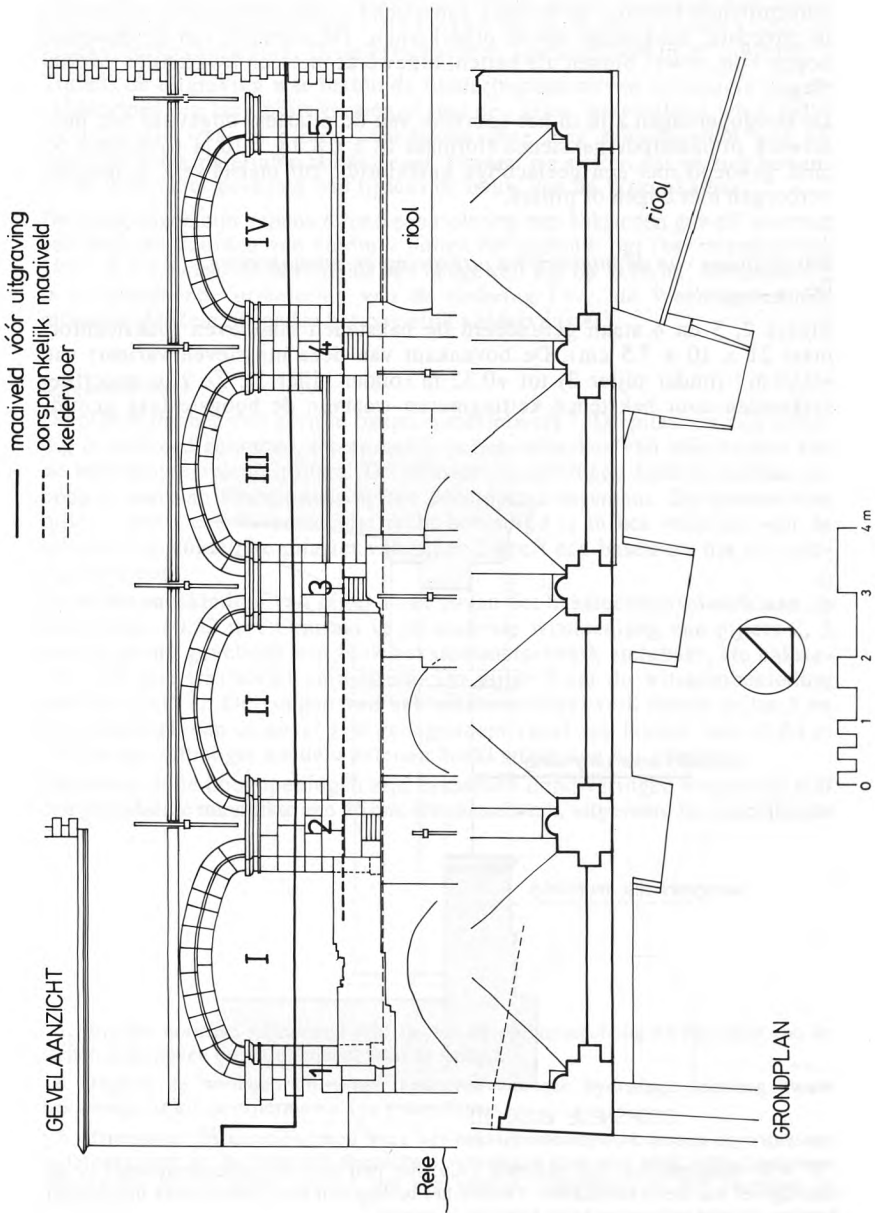 GEVELAANZICHT
maaiveld vóór uitgraving
oorspronkelijk maaiveld
keldervloer
I
II
III
IV
1
2
3
4
5
Reie
riool
riool
GRONDPLAN
0
1
2
3
4 m